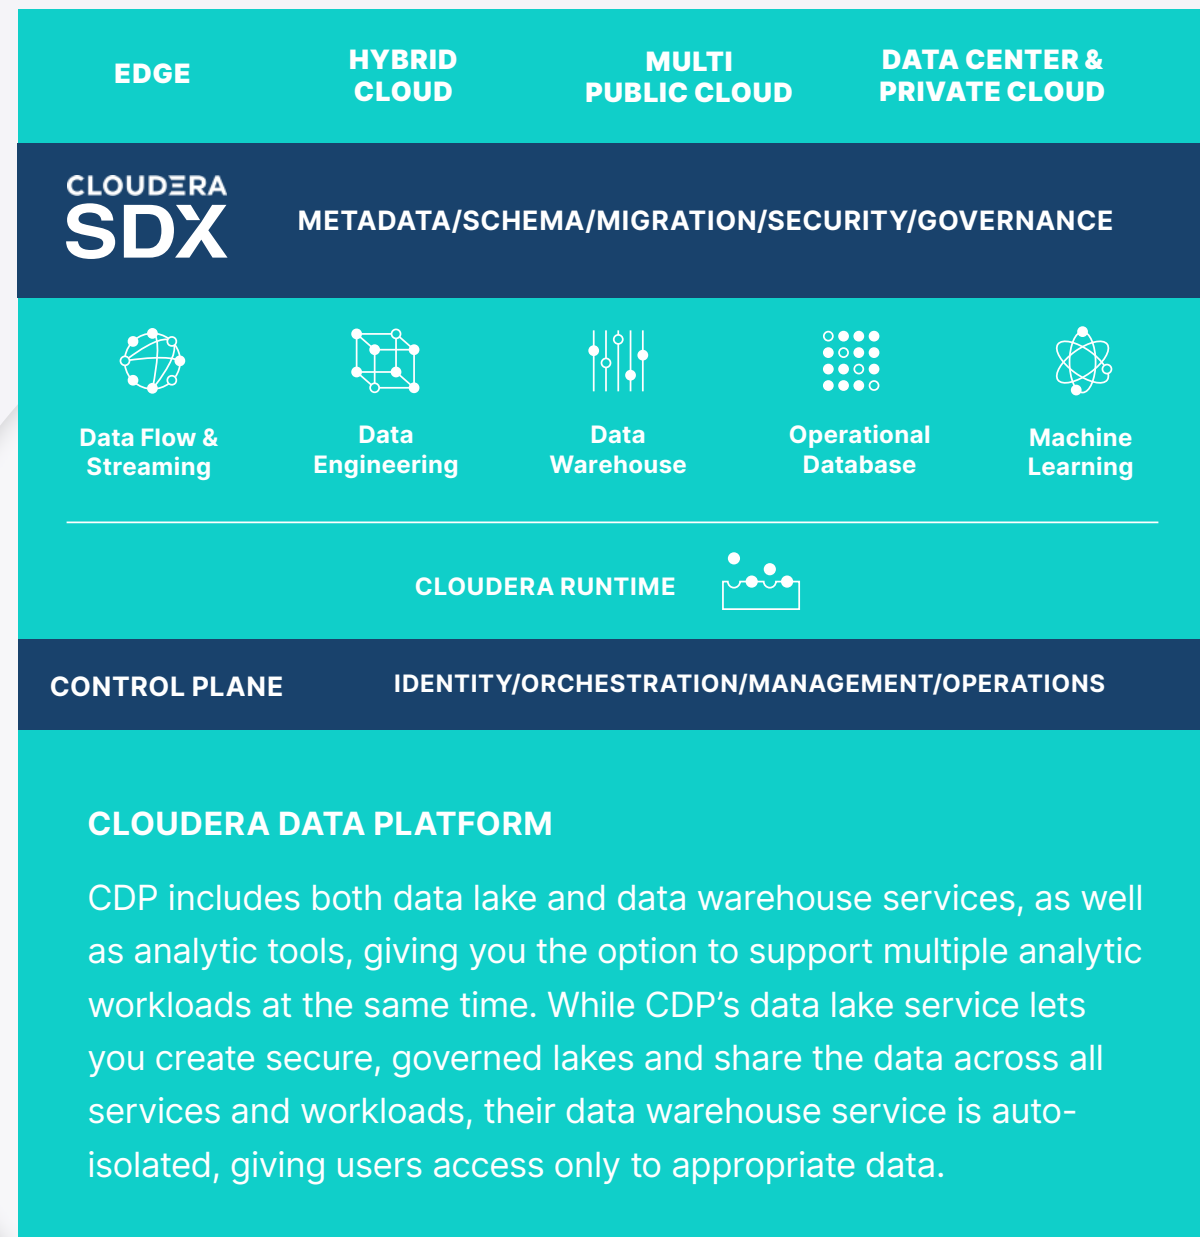 EDGE
HYBRID
CLOUD
MULTI
PUBLIC CLOUD
DATA CENTER &
PRIVATE CLOUD
CLOUDERA
SDX
METADATA/SCHEMA/MIGRATION/SECURITY/GOVERNANCE
Data Flow &
Streaming
Data
Engineering
Data
Warehouse
Operational
Database
Machine
Learning
CLOUDERA RUNTIME
CONTROL PLANE
IDENTITY/ORCHESTRATION/MANAGEMENT/OPERATIONS
CLOUDERA DATA PLATFORM
CDP includes both data lake and data warehouse services, as well
as analytic tools, giving you the option to support multiple analytic
workloads at the same time. While CDP’s data lake service lets
you create secure, governed lakes and share the data across all
services and workloads, their data warehouse service is auto-
isolated, giving users access only to appropriate data.